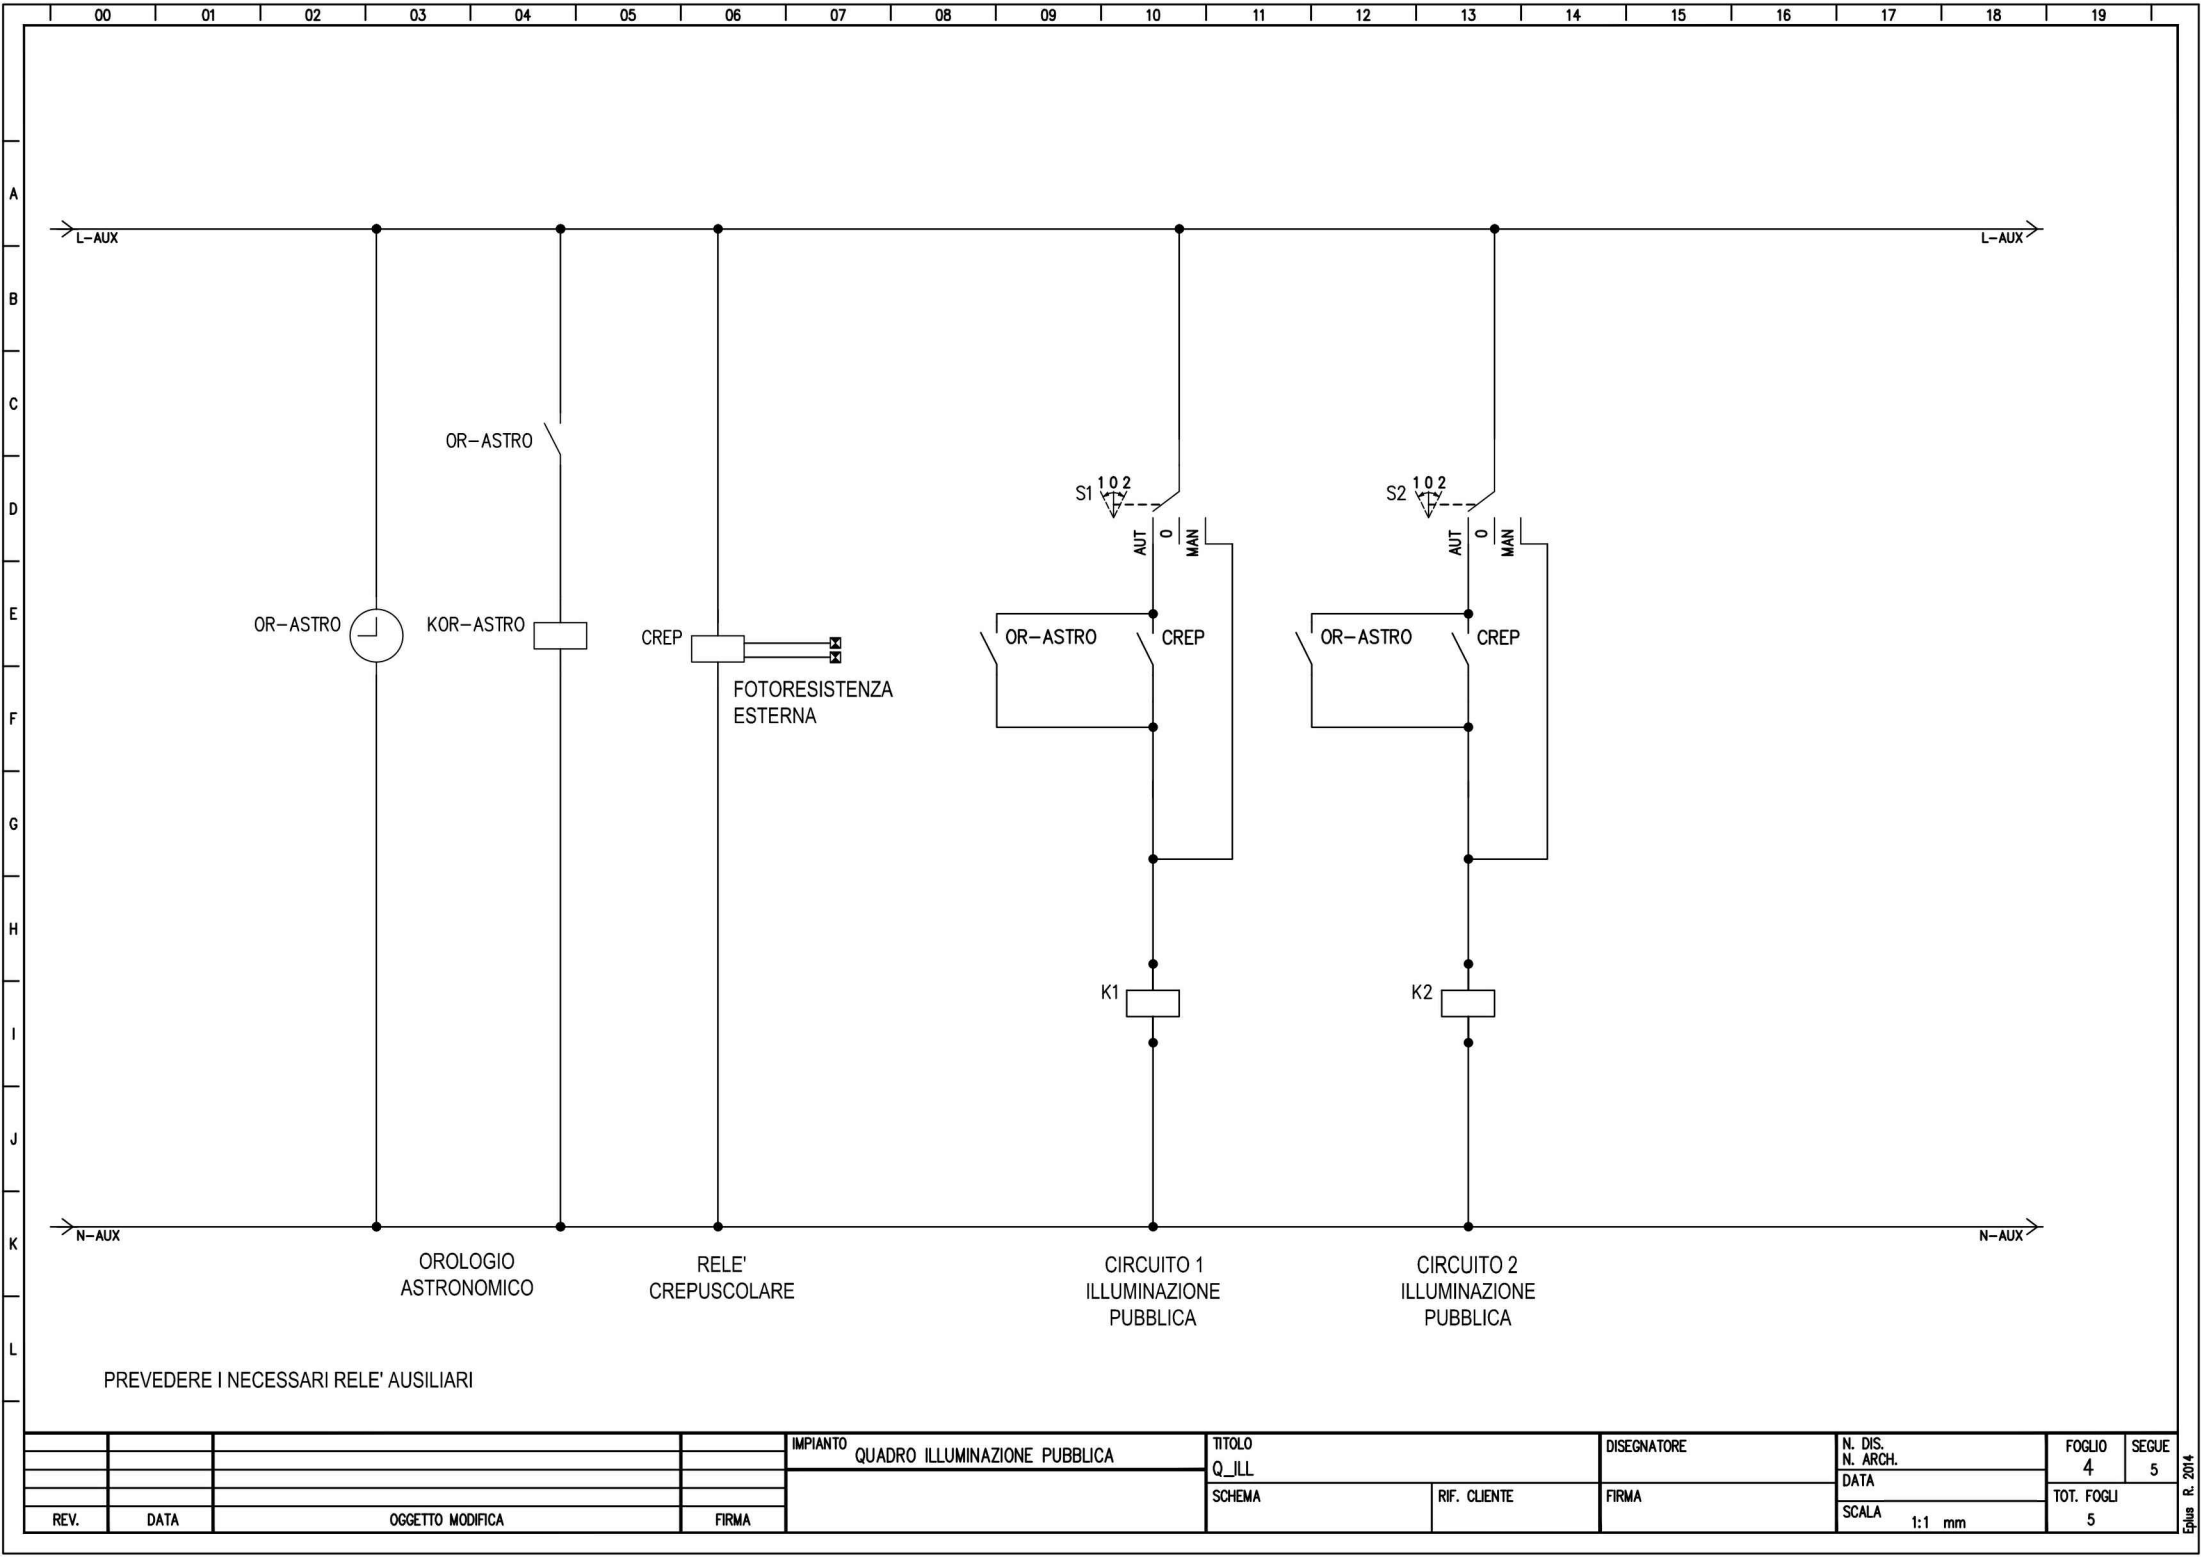 00 01 02 03 04 05 06 07 08 09 10 11 12 13 14 15 16 17 18 19
A
B
C
D
E
F
G
H
I
J
K
L
L-AUX
L-AUX
OR-ASTRO
S1
1 0 2
S2
1 0 2
AUT
0
MAN
AUT
0
MAN
OR-ASTRO
KOR-ASTRO
CREP
OR-ASTRO
CREP
OR-ASTRO
CREP
FOTORESISTENZA
ESTERNA
K1
K2
N-AUX
N-AUX
OROLOGIO
ASTRONOMICO
RELE'
CREPUSCOLARE
CIRCUITO 1
ILLUMINAZIONE
PUBBLICA
CIRCUITO 2
ILLUMINAZIONE
PUBBLICA
PREVEDERE I NECESSARI RELE' AUSILIARI
REV.
DATA
OGGETTO MODIFICA
FIRMA
IMPIANTO
QUADRO ILLUMINAZIONE PUBBLICA
TITOLO
Q_ILL
SCHEMA
RIF. CLIENTE
DISEGNATORE
FIRMA
N. DIS.
N. ARCH.
DATA
SCALA
1:1 mm
FOGLIO
4
SEGUE
5
TOT. FOGLI
5
Eplus R. 2014